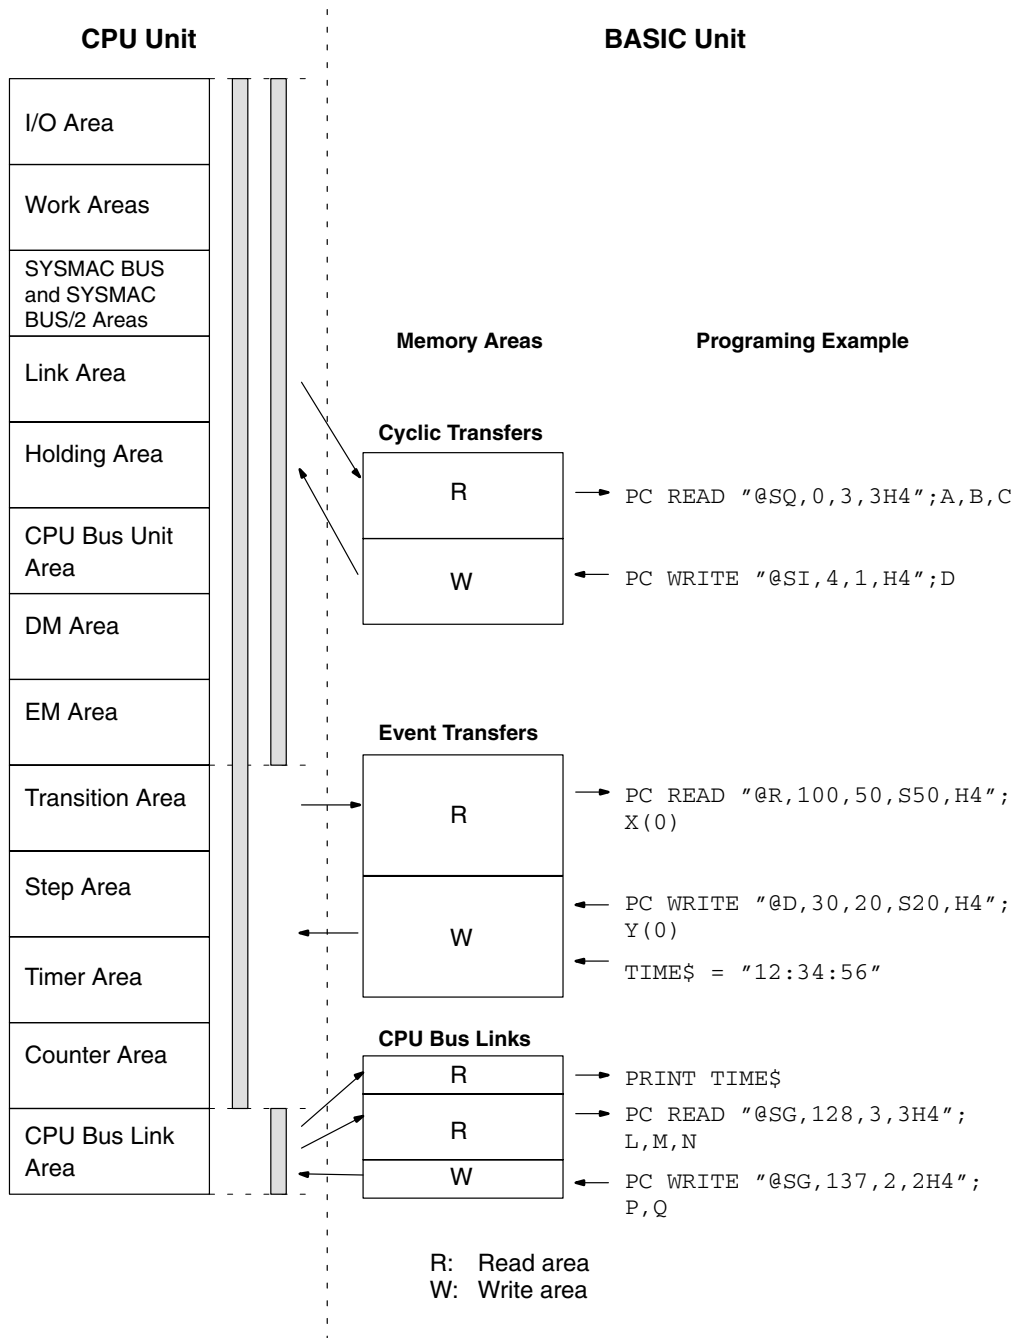 CPU Unit
BASIC Unit
I/O Area
Work Areas
SYSMAC BUS
and SYSMAC
BUS/2 Areas
Link Area
Holding Area
CPU Bus Unit
Area
DM Area
EM Area
Transition Area
Step Area
Timer Area
Counter Area
CPU Bus Link
Area
Memory Areas
Programing Example
Cyclic Transfers
R
PC READ "@SQ,0,3,3H4";A,B,C
W
PC WRITE "@SI,4,1,H4";D
Event Transfers
R
PC READ "@R,100,50,S50,H4";
X(0)
W
PC WRITE "@D,30,20,S20,H4";
Y(0)
TIME$ = "12:34:56"
CPU Bus Links
R
PRINT TIME$
R
PC READ "@SG,128,3,3H4";
L,M,N
W
PC WRITE "@SG,137,2,2H4";
P,Q
R: Read area
W: Write area